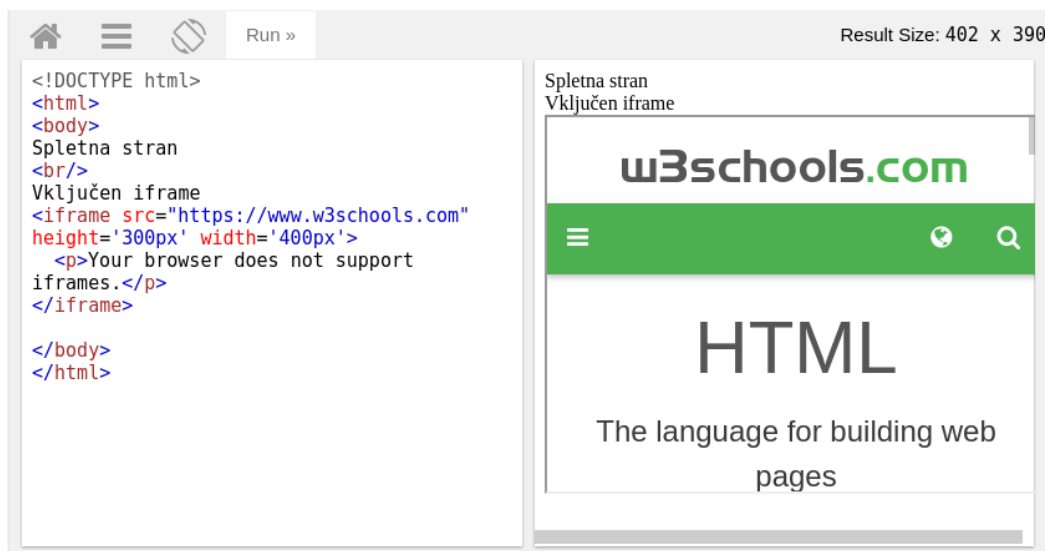 Run »
Result Size: 402 x 390
<!DOCTYPE html>
<html>
<body>
Spletna stran
<br/>
Vključen iframe
<iframe src="https://www.w3schools.com"
height='300px' width='400px'>
<p>Your browser does not support
iframes.</p>
</iframe>
</body>
</html>
Spletna stran
Vključen iframe
w3schools.com
HTML
The language for building web
pages